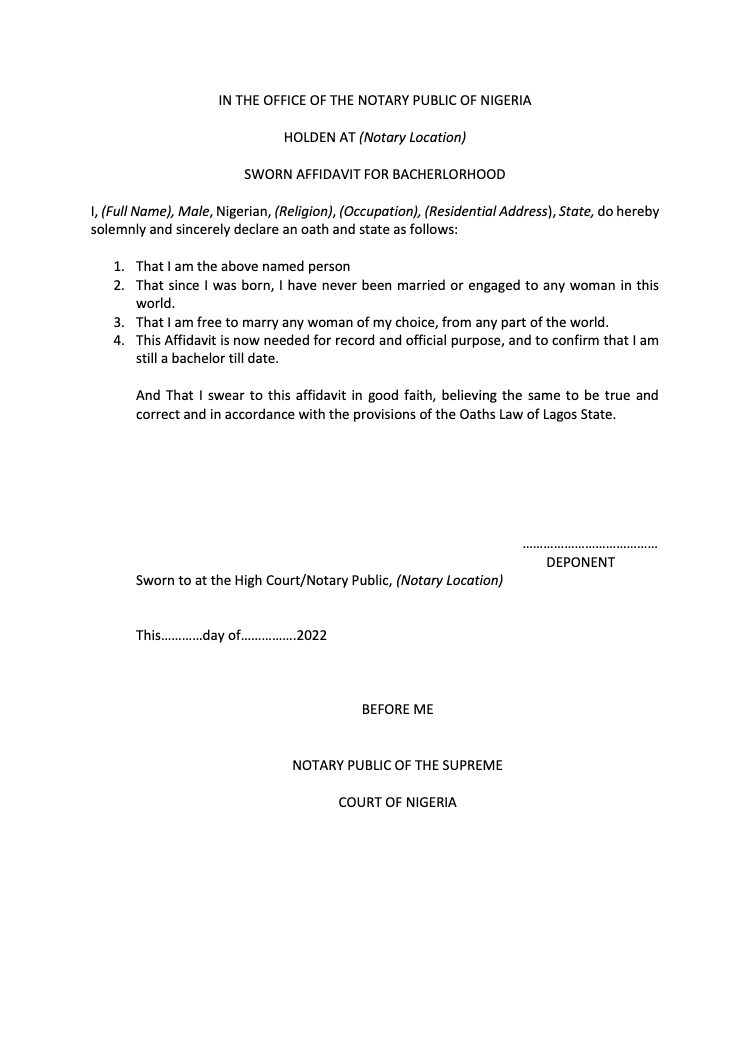 IN THE OFFICE OF THE NOTARY PUBLIC OF NIGERIA
HOLDEN AT (Notary Location)
SWORN AFFIDAVIT FOR BACHERLORHOOD
I, (Full Name), Male, Nigerian, (Religion), (Occupation), (Residential Address), State, do hereby
solemnly and sincerely declare an oath and state as follows:
1. That I am the above named person
2. That since I was born, I have never been married or engaged to any woman in this
world.
3. That I am free to marry any woman of my choice, from any part of the world.
4. This Affidavit is now needed for record and official purpose, and to confirm that I am
still a bachelor till date.
And That I swear to this affidavit in good faith, believing the same to be true and
correct and in accordance with the provisions of the Oaths Law of Lagos State.
…………………………………
DEPONENT
Sworn to at the High Court/Notary Public, (Notary Location)
This…………day of…………….2022
BEFORE ME
NOTARY PUBLIC OF THE SUPREME
COURT OF NIGERIA